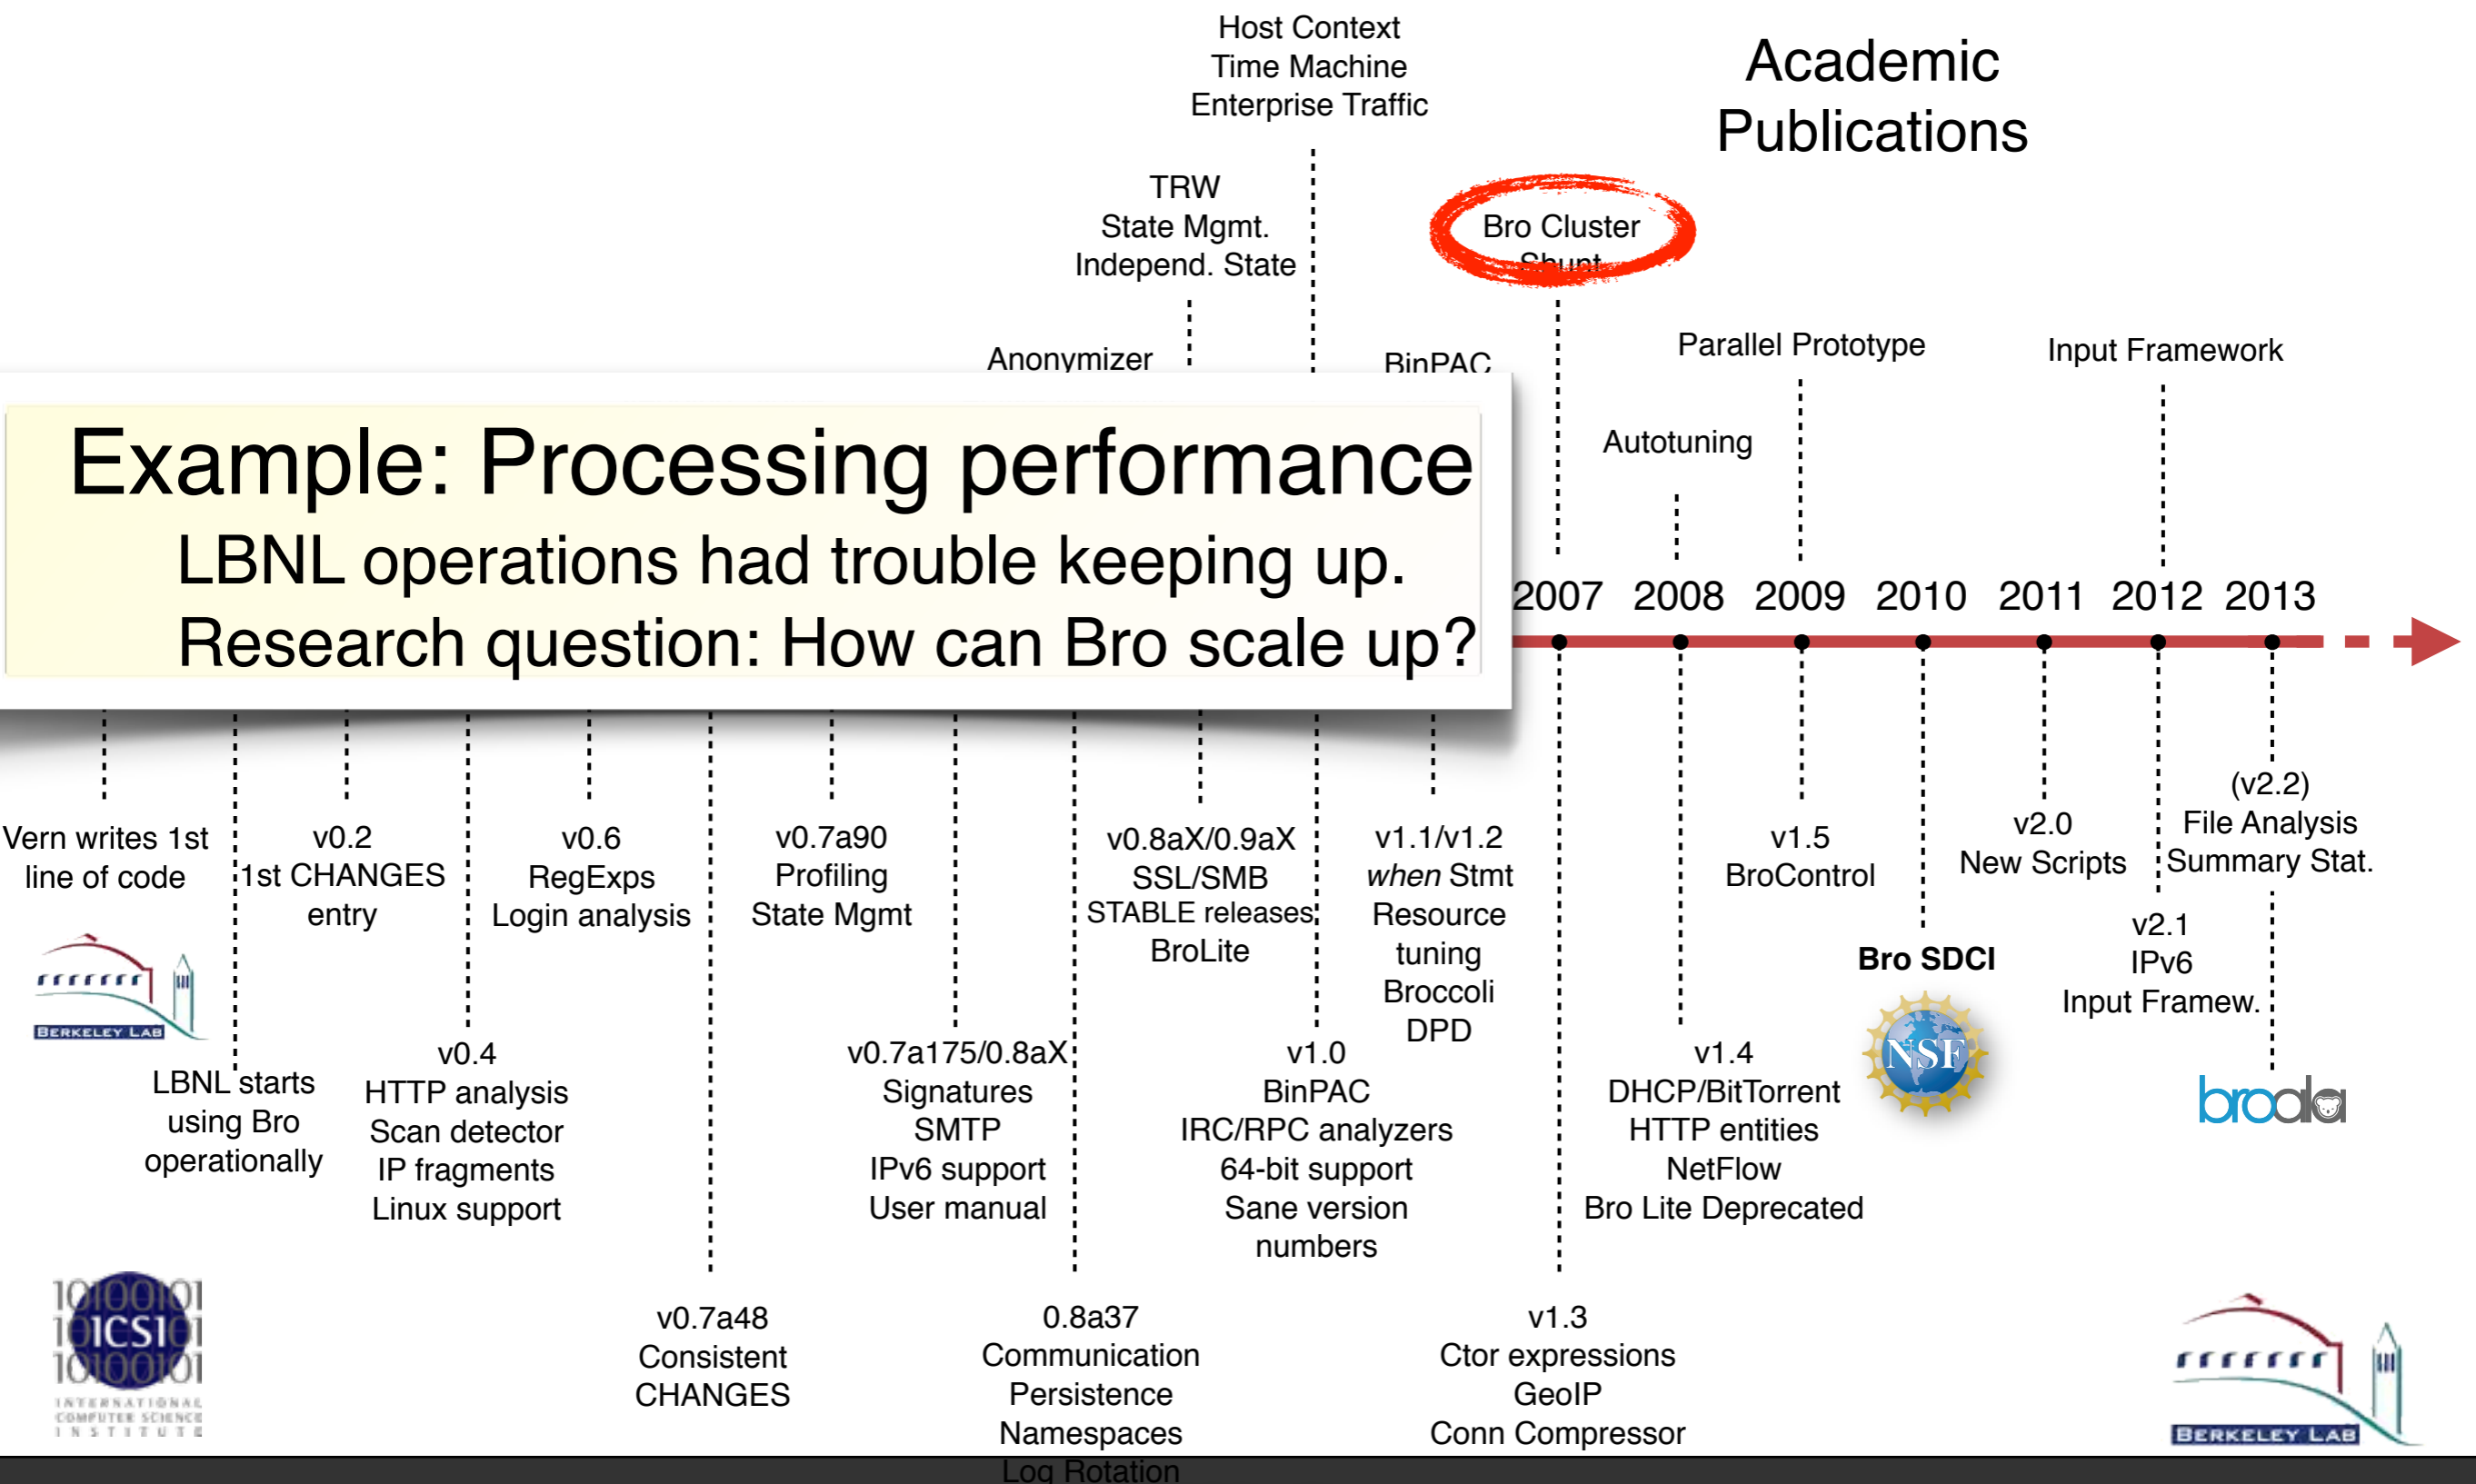 Host Context
Time Machine
Enterprise Traffic
Academic
Publications
TRW
State Mgmt.
Independ. State
Bro Cluster
Shunt
Anonymizer
BinPAC
Parallel Prototype
Input Framework
Autotuning
Example: Processing performance
LBNL operations had trouble keeping up.
Research question: How can Bro scale up?
2007 2008 2009 2010 2011 2012 2013
Vern writes 1st
line of code
BERKELEY LAB
LBNL starts
using Bro
operationally
v0.2
1st CHANGES
entry
v0.4
HTTP analysis
Scan detector
IP fragments
Linux support
v0.6
RegExps
Login analysis
v0.7a48
Consistent
CHANGES
v0.7a90
Profiling
State Mgmt
v0.7a175/0.8aX
Signatures
SMTP
IPv6 support
User manual
0.8a37
Communication
Persistence
Namespaces
Log Rotation
v0.8aX/0.9aX
SSL/SMB
STABLE releases
BroLite
v1.0
BinPAC
IRC/RPC analyzers
64-bit support
Sane version
numbers
v1.1/v1.2
when Stmt
Resource
tuning
Broccoli
DPD
v1.3
Ctor expressions
GeoIP
Conn Compressor
v1.4
DHCP/BitTorrent
HTTP entities
NetFlow
Bro Lite Deprecated
v1.5
BroControl
Bro SDCI
NSF
v2.0
New Scripts
v2.1
IPv6
Input Framew.
(v2.2)
File Analysis
Summary Stat.
broala
10100101
ICSI
10100101
INTERNATIONAL
COMPUTER SCIENCE
INSTITUTE
BERKELEY LAB